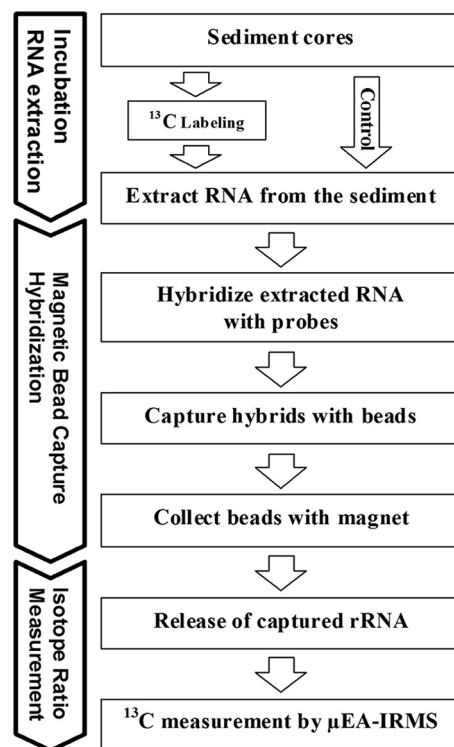 Incubation
RNA extraction
Sediment cores
¹³C Labeling
Control
Extract RNA from the sediment
Magnetic Bead Capture
Hybridization
Hybridize extracted RNA
with probes
Capture hybrids with beads
Collect beads with magnet
Isotope Ratio
Measurement
Release of captured rRNA
¹³C measurement by µEA-IRMS